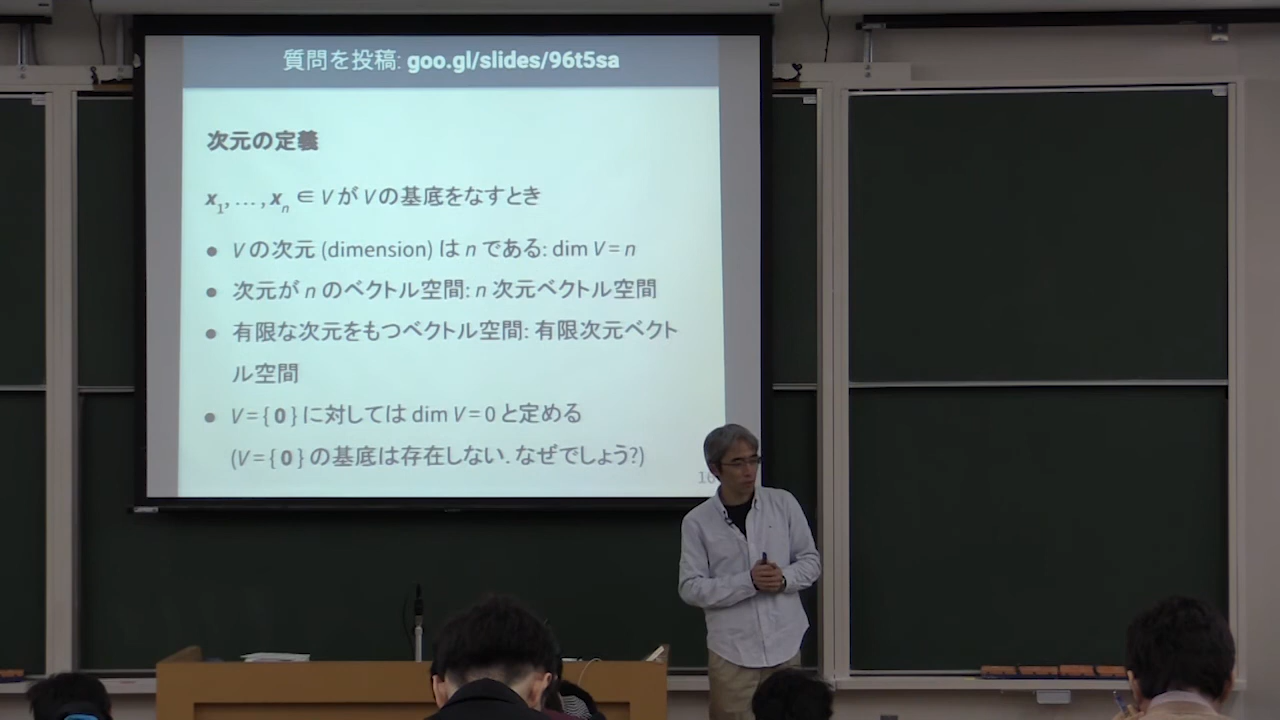 質問を投稿: goo.gl/slides/96t5sa
次元の定義
x1, … , xn ∈ V が V の基底をなすとき
● V の次元 (dimension) は n である: dim V = n
● 次元が n のベクトル空間: n 次元ベクトル空間
● 有限な次元をもつベクトル空間: 有限次元ベクト
ル空間
● V = { 0 } に対しては dim V = 0 と定める
(V = { 0 } の基底は存在しない. なぜでしょう?)